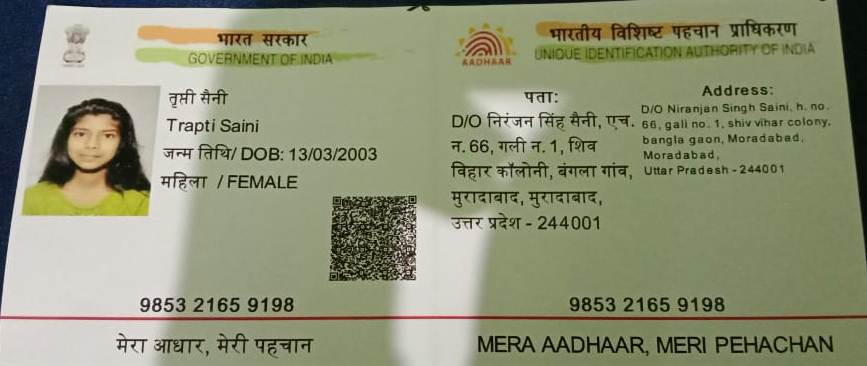 भारत सरकार
GOVERNMENT OF INDIA
तृप्ती सैनी
Trapti Saini
जन्म तिथि/ DOB: 13/03/2003
महिला / FEMALE
9853 2165 9198
मेरा आधार, मेरी पहचान
AADHAAR
भारतीय विशिष्ट पहचान प्राधिकरण
UNIQUE IDENTIFICATION AUTHORITY OF INDIA
पता:
D/O निरंजन सिंह सैनी, एच.
न. 66, गली न. 1, शिव
विहार कॉलोनी, बंगला गांव,
मुरादाबाद, मुरादाबाद,
उत्तर प्रदेश - 244001
Address:
D/O Niranjan Singh Saini, h. no.
66, gali no. 1, shiv vihar colony,
bangla gaon, Moradabad,
Moradabad,
Uttar Pradesh - 244001
9853 2165 9198
MERA AADHAAR, MERI PEHACHAN